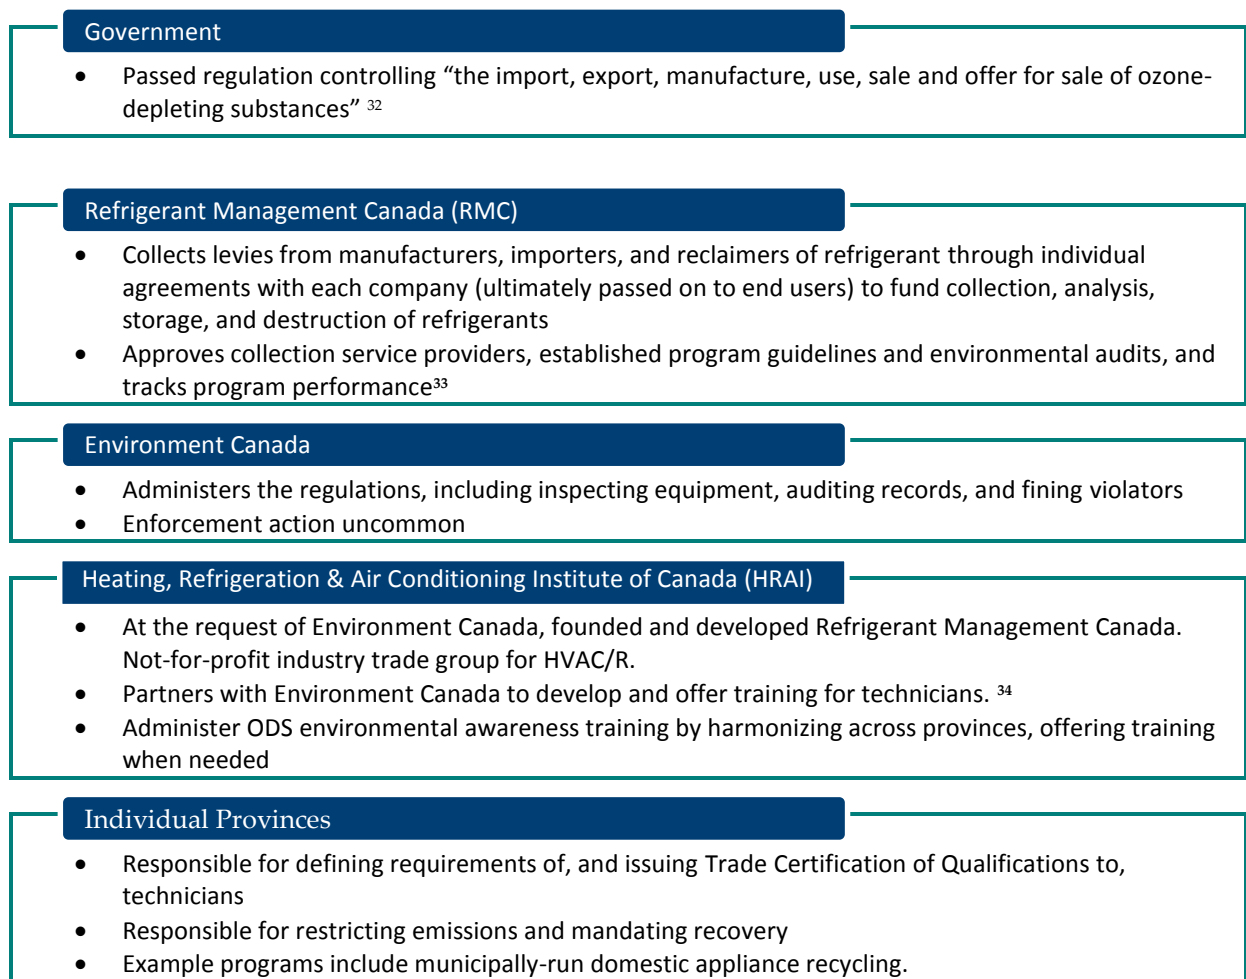 Government
• Passed regulation controlling “the import, export, manufacture, use, sale and offer for sale of ozone-
depleting substances” 32
Refrigerant Management Canada (RMC)
• Collects levies from manufacturers, importers, and reclaimers of refrigerant through individual
agreements with each company (ultimately passed on to end users) to fund collection, analysis,
storage, and destruction of refrigerants
• Approves collection service providers, established program guidelines and environmental audits, and
tracks program performance33
Environment Canada
• Administers the regulations, including inspecting equipment, auditing records, and fining violators
• Enforcement action uncommon
Heating, Refrigeration & Air Conditioning Institute of Canada (HRAI)
• At the request of Environment Canada, founded and developed Refrigerant Management Canada.
Not-for-profit industry trade group for HVAC/R.
• Partners with Environment Canada to develop and offer training for technicians. 34
• Administer ODS environmental awareness training by harmonizing across provinces, offering training
when needed
Individual Provinces
• Responsible for defining requirements of, and issuing Trade Certification of Qualifications to,
technicians
• Responsible for restricting emissions and mandating recovery
• Example programs include municipally-run domestic appliance recycling.